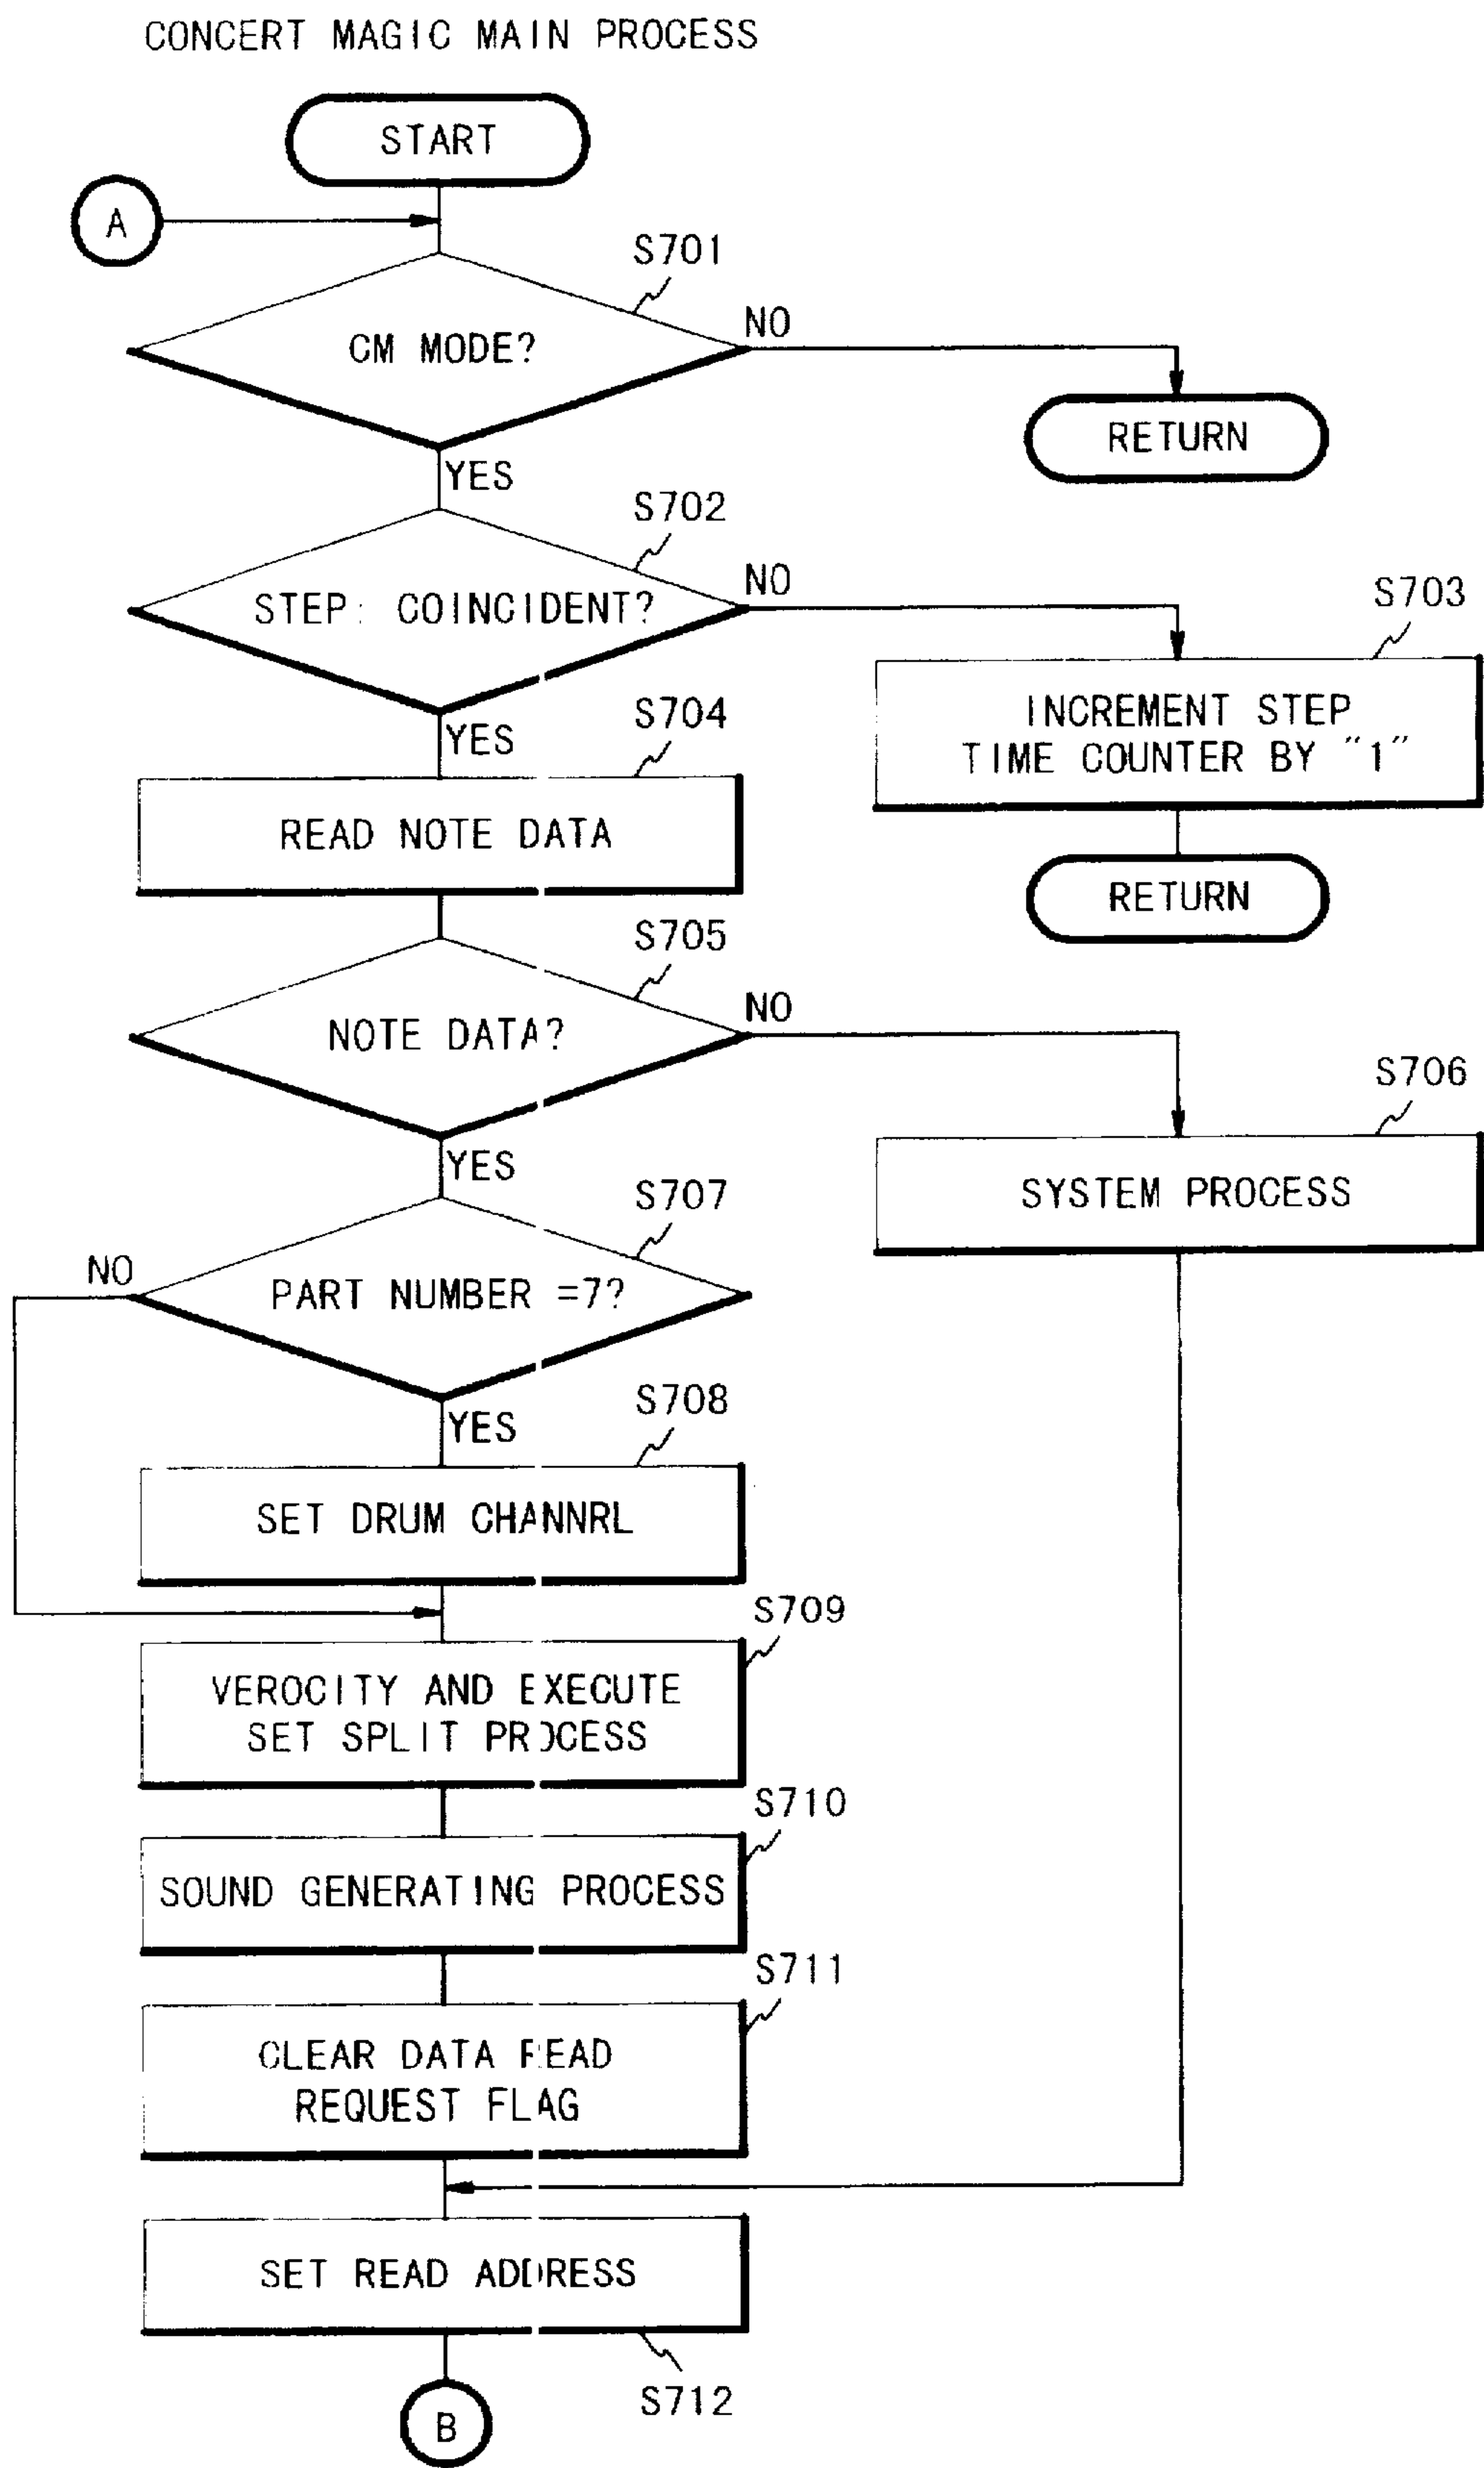 CONCERT MAGIC MAIN PROCESS
START
A
S701
CM MODE?
NO
RETURN
YES
S702
STEP: COINCIDENT?
NO
S703
INCREMENT STEP
TIME COUNTER BY "1"
RETURN
YES
S704
READ NOTE DATA
S705
NOTE DATA?
NO
S706
SYSTEM PROCESS
YES
S707
NO
PART NUMBER =7?
YES
S708
SET DRUM CHANNRL
S709
VEROCITY AND EXECUTE
SET SPLIT PROCESS
S710
SOUND GENERATING PROCESS
S711
CLEAR DATA READ
REQUEST FLAG
SET READ ADDRESS
S712
B